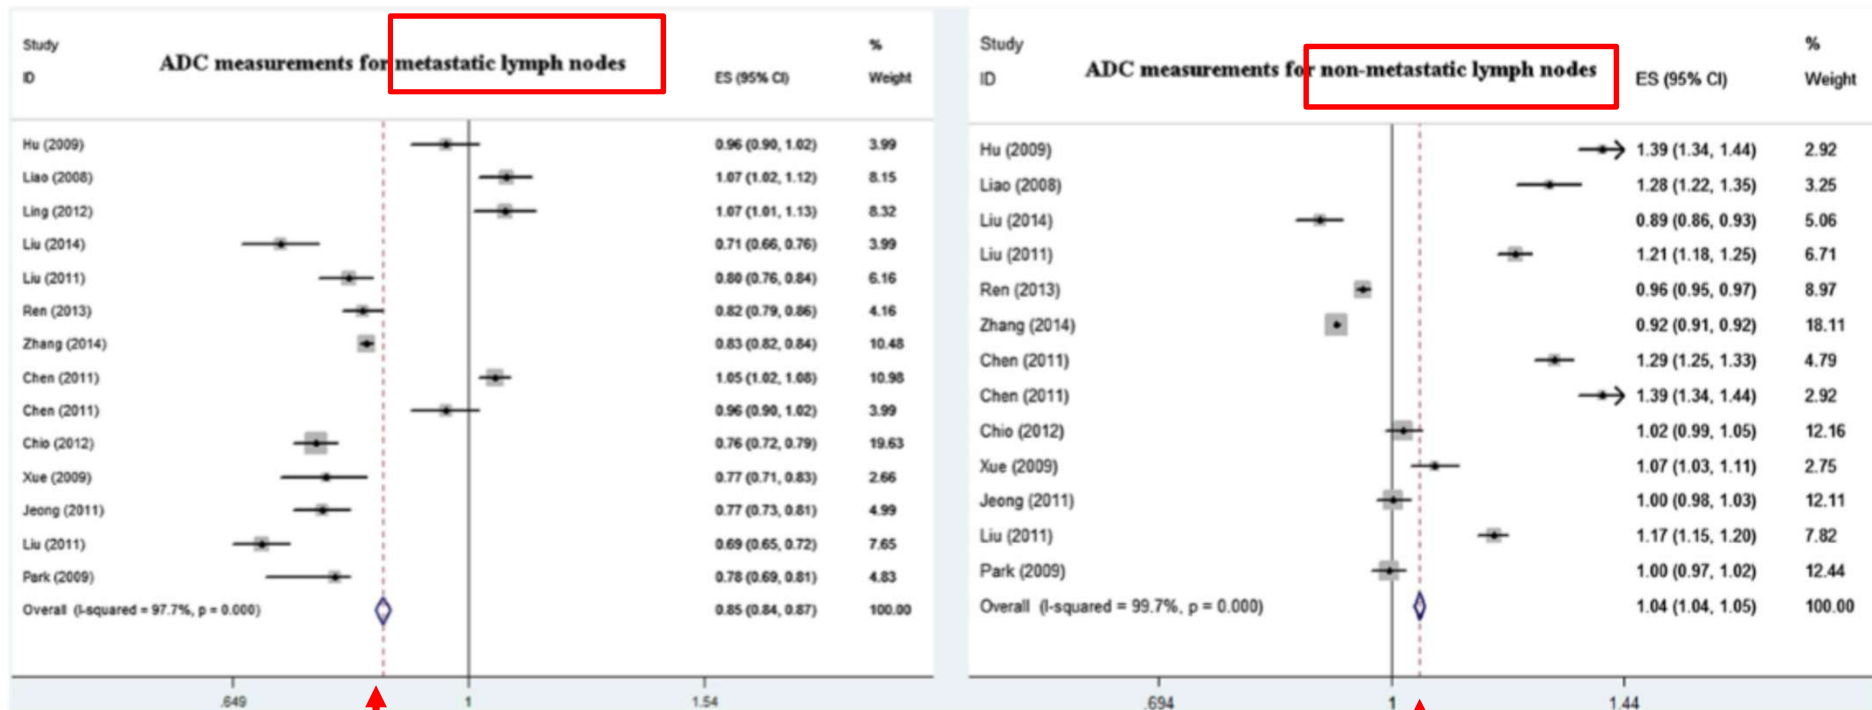 Study
ID
ADC measurements for metastatic lymph nodes
ES (95% CI)
%
Weight
Hu (2009) 0.96 (0.90, 1.02) 3.99
Liao (2008) 1.07 (1.02, 1.12) 8.15
Ling (2012) 1.07 (1.01, 1.13) 8.32
Liu (2014) 0.71 (0.66, 0.76) 3.99
Liu (2011) 0.80 (0.76, 0.84) 6.16
Ren (2013) 0.82 (0.79, 0.86) 4.16
Zhang (2014) 0.83 (0.82, 0.84) 10.48
Chen (2011) 1.05 (1.02, 1.08) 10.98
Chen (2011) 0.96 (0.90, 1.02) 3.99
Chio (2012) 0.76 (0.72, 0.79) 19.63
Xue (2009) 0.77 (0.71, 0.83) 2.66
Jeong (2011) 0.77 (0.73, 0.81) 4.99
Liu (2011) 0.69 (0.65, 0.72) 7.65
Park (2009) 0.78 (0.69, 0.81) 4.83
Overall (I-squared = 97.7%, p = 0.000) 0.85 (0.84, 0.87) 100.00
.649 1 1.54
Study
ID
ADC measurements for non-metastatic lymph nodes
ES (95% CI)
%
Weight
Hu (2009) 1.39 (1.34, 1.44) 2.92
Liao (2008) 1.28 (1.22, 1.35) 3.25
Liu (2014) 0.89 (0.86, 0.93) 5.06
Liu (2011) 1.21 (1.18, 1.25) 6.71
Ren (2013) 0.96 (0.95, 0.97) 8.97
Zhang (2014) 0.92 (0.91, 0.92) 18.11
Chen (2011) 1.29 (1.25, 1.33) 4.79
Chen (2011) 1.39 (1.34, 1.44) 2.92
Chio (2012) 1.02 (0.99, 1.05) 12.16
Xue (2009) 1.07 (1.03, 1.11) 2.75
Jeong (2011) 1.00 (0.98, 1.03) 12.11
Liu (2011) 1.17 (1.15, 1.20) 7.82
Park (2009) 1.00 (0.97, 1.02) 12.44
Overall (I-squared = 99.7%, p = 0.000) 1.04 (1.04, 1.05) 100.00
.694 1 1.44